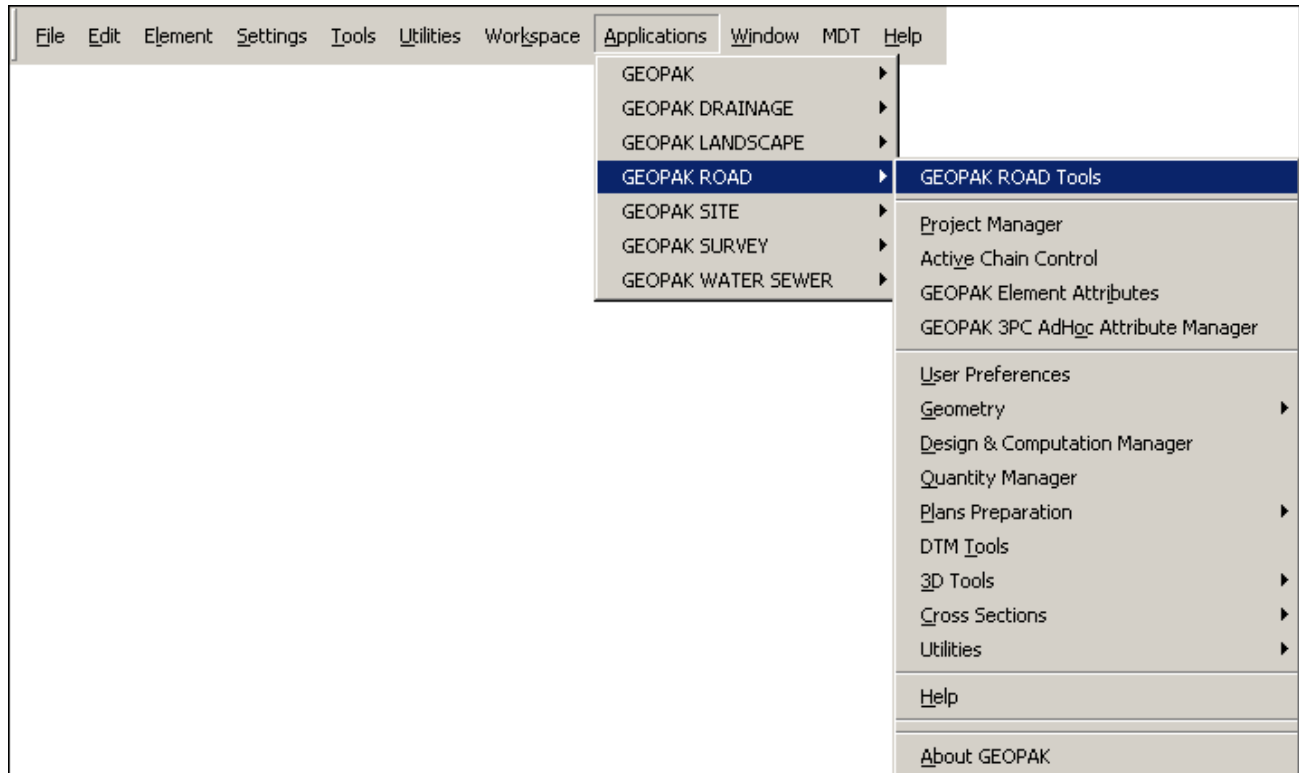 File Edit Element Settings Tools Utilities Workspace Applications Window MDT Help
GEOPAK
GEOPAK DRAINAGE
GEOPAK LANDSCAPE
GEOPAK ROAD
GEOPAK SITE
GEOPAK SURVEY
GEOPAK WATER SEWER
GEOPAK ROAD Tools
Project Manager
Active Chain Control
GEOPAK Element Attributes
GEOPAK 3PC AdHoc Attribute Manager
User Preferences
Geometry
Design & Computation Manager
Quantity Manager
Plans Preparation
DTM Tools
3D Tools
Cross Sections
Utilities
Help
About GEOPAK